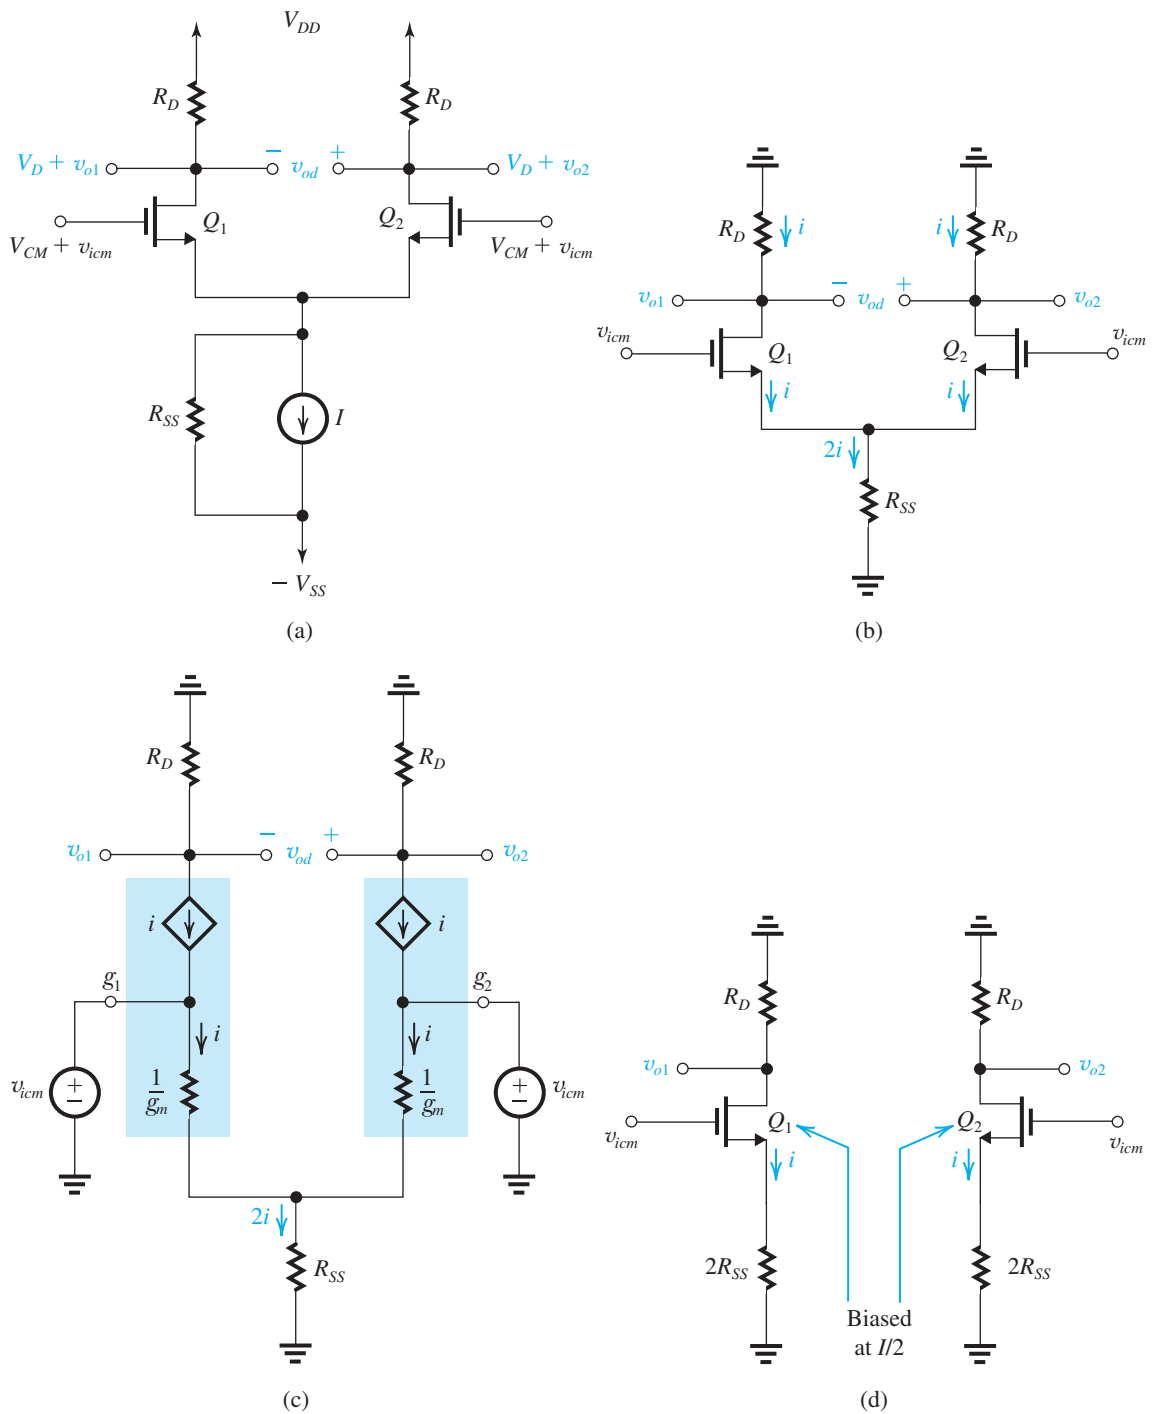 V_DD
R_D R_D
V_D + v_o1 − v_od + V_D + v_o2
Q_1 Q_2
V_CM + v_icm V_CM + v_icm
R_SS I
− V_SS
(a)
R_D i i R_D
v_o1 − v_od + v_o2
v_icm Q_1 Q_2 v_icm
i i
2i
R_SS
(b)
R_D R_D
v_o1 − v_od + v_o2
i i
g_1 g_2
i i
v_icm + − 1/g_m 1/g_m + − v_icm
2i
R_SS
(c)
R_D R_D
v_o1 v_o2
v_icm Q_1 Q_2 v_icm
i i
2R_SS 2R_SS
Biased
at I/2
(d)